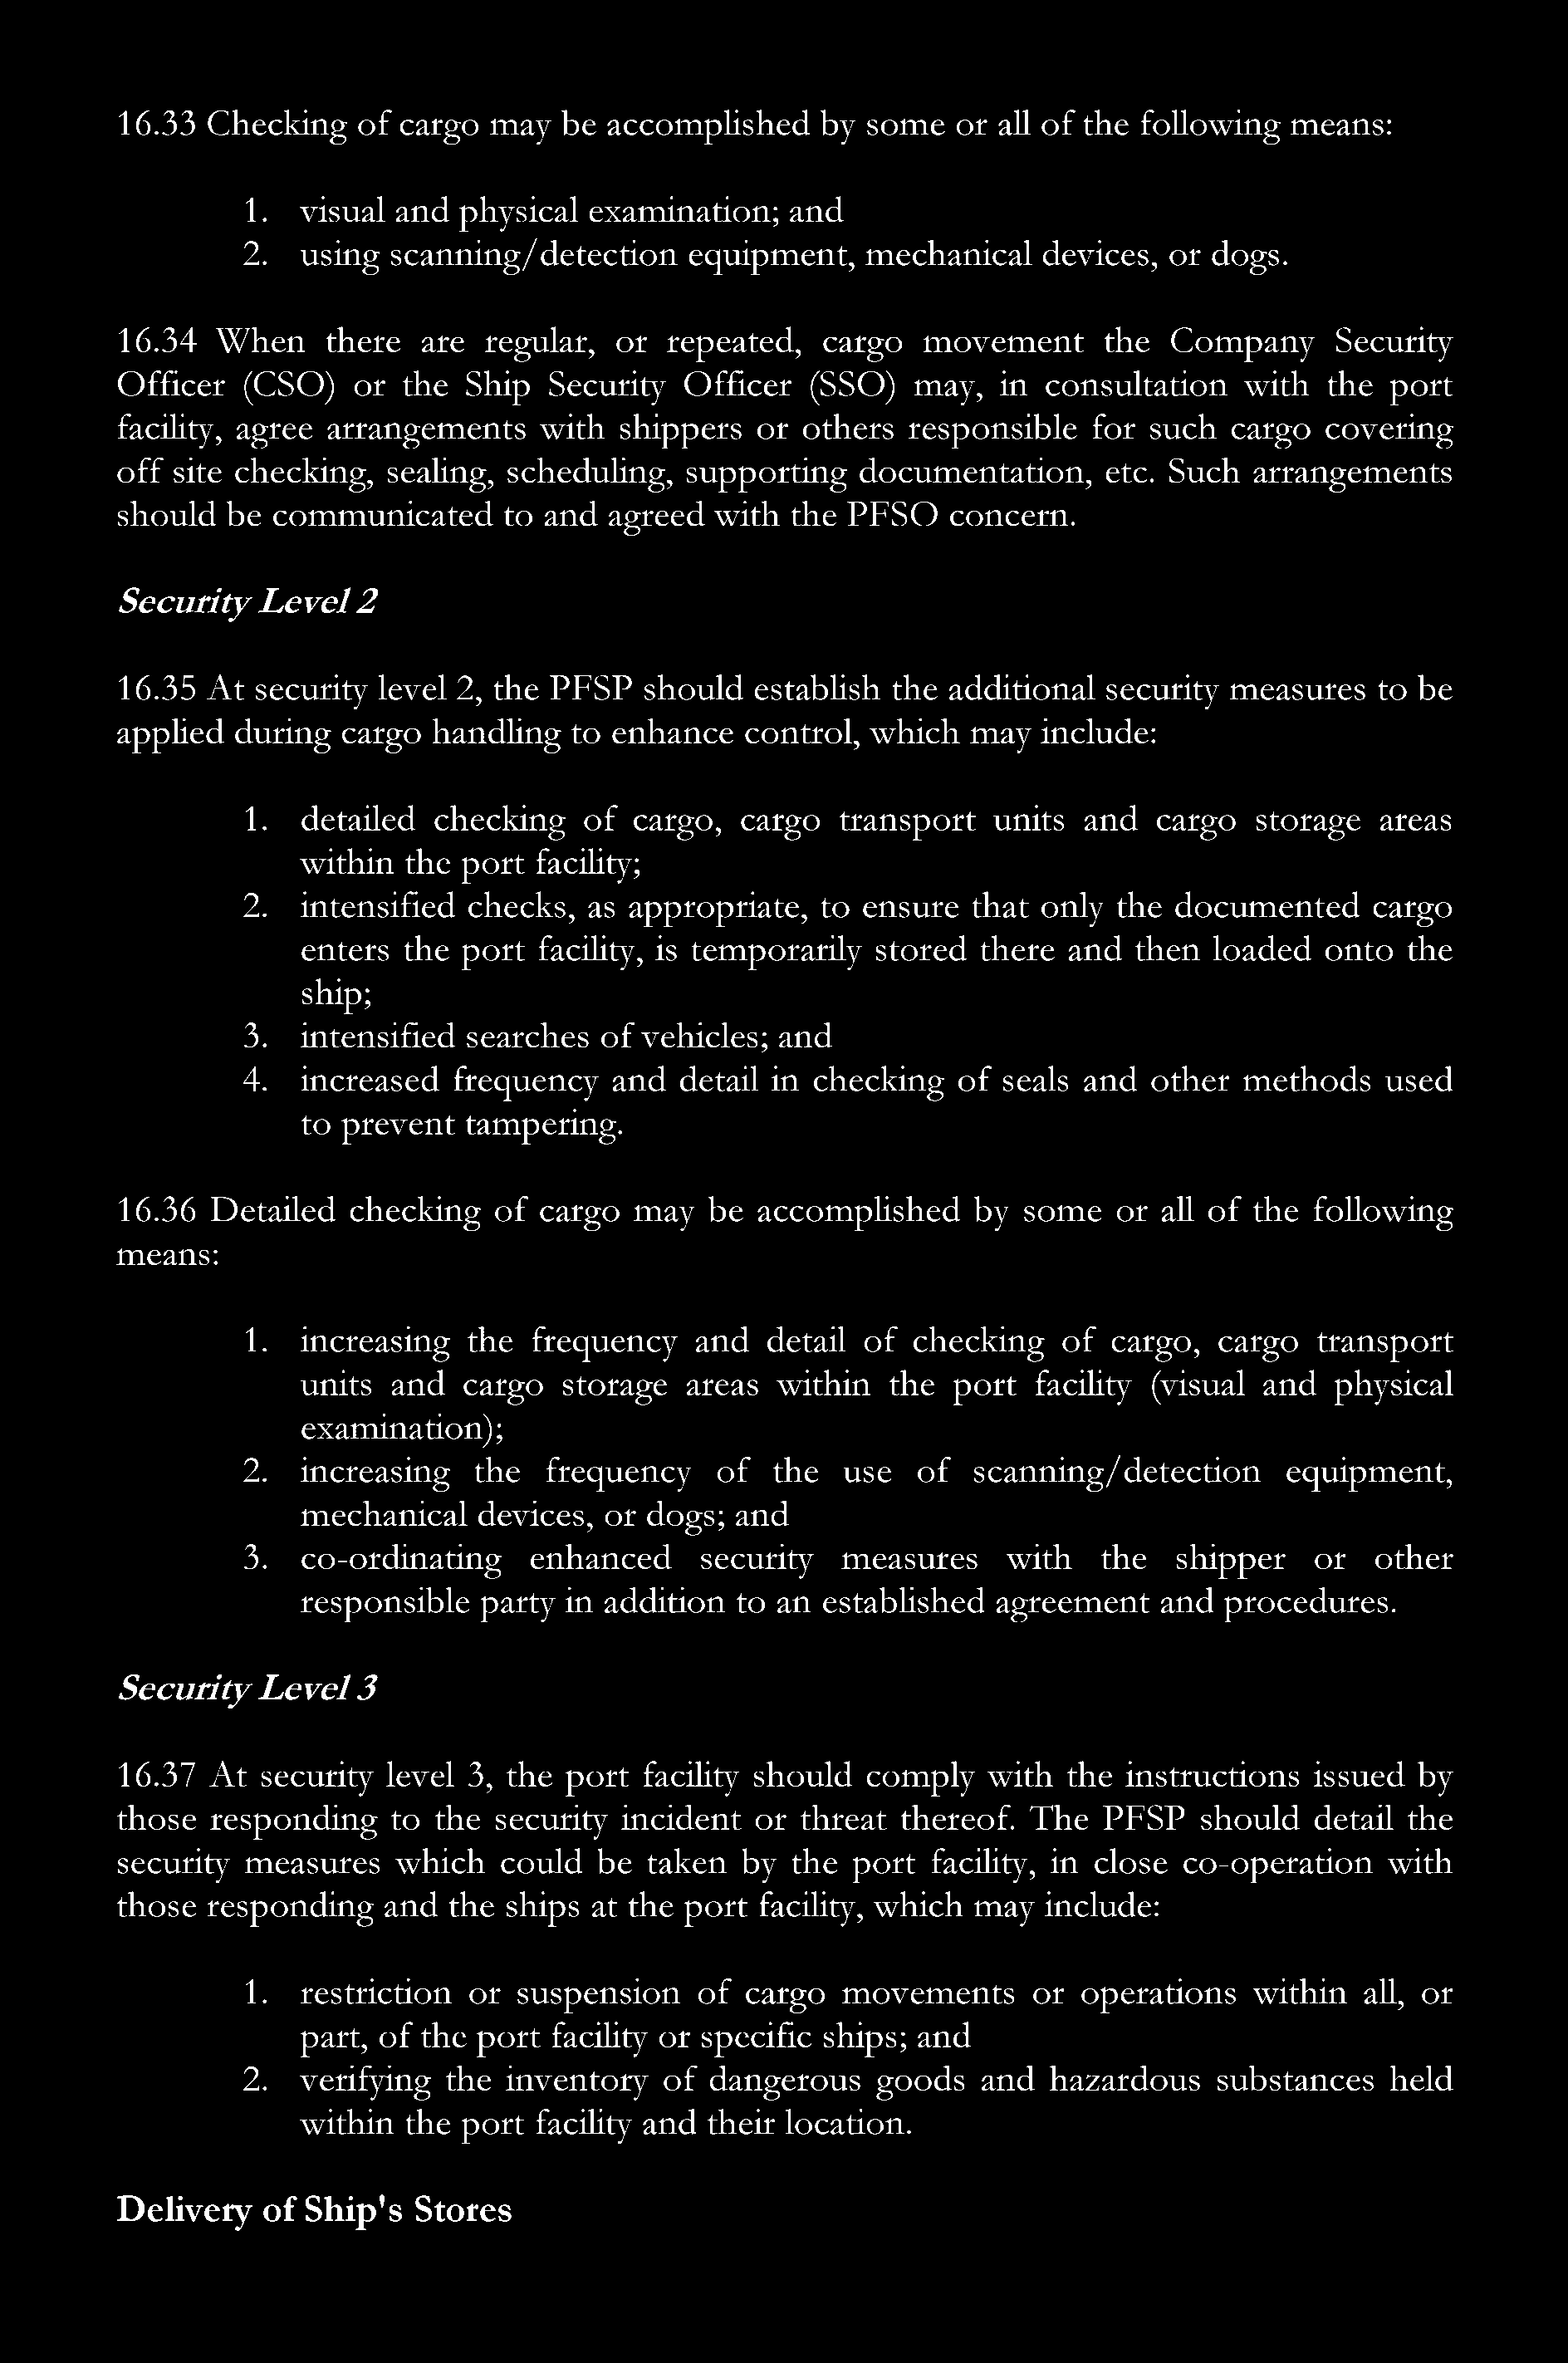 16.33 Checking of cargo may be accomplished by some or all of the following means:
1. visual and physical examination; and
2. using scanning/detection equipment, mechanical devices, or dogs.
16.34 When there are regular, or repeated, cargo movement the Company Security
Officer (CSO) or the Ship Security Officer (SSO) may, in consultation with the port
facility, agree arrangements with shippers or others responsible for such cargo covering
off site checking, sealing, scheduling, supporting documentation, etc. Such arrangements
should be communicated to and agreed with the PFSO concern.
Security Level 2
16.35 At security level 2, the PFSP should establish the additional security measures to be
applied during cargo handling to enhance control, which may include:
1. detailed checking of cargo, cargo transport units and cargo storage areas
within the port facility;
2. intensified checks, as appropriate, to ensure that only the documented cargo
enters the port facility, is temporarily stored there and then loaded onto the
ship;
3. intensified searches of vehicles; and
4. increased frequency and detail in checking of seals and other methods used
to prevent tampering.
16.36 Detailed checking of cargo may be accomplished by some or all of the following
means:
1. increasing the frequency and detail of checking of cargo, cargo transport
units and cargo storage areas within the port facility (visual and physical
examination);
2. increasing the frequency of the use of scanning/detection equipment,
mechanical devices, or dogs; and
3. co-ordinating enhanced security measures with the shipper or other
responsible party in addition to an established agreement and procedures.
Security Level 3
16.37 At security level 3, the port facility should comply with the instructions issued by
those responding to the security incident or threat thereof. The PFSP should detail the
security measures which could be taken by the port facility, in close co-operation with
those responding and the ships at the port facility, which may include:
1. restriction or suspension of cargo movements or operations within all, or
part, of the port facility or specific ships; and
2. verifying the inventory of dangerous goods and hazardous substances held
within the port facility and their location.
Delivery of Ship's Stores